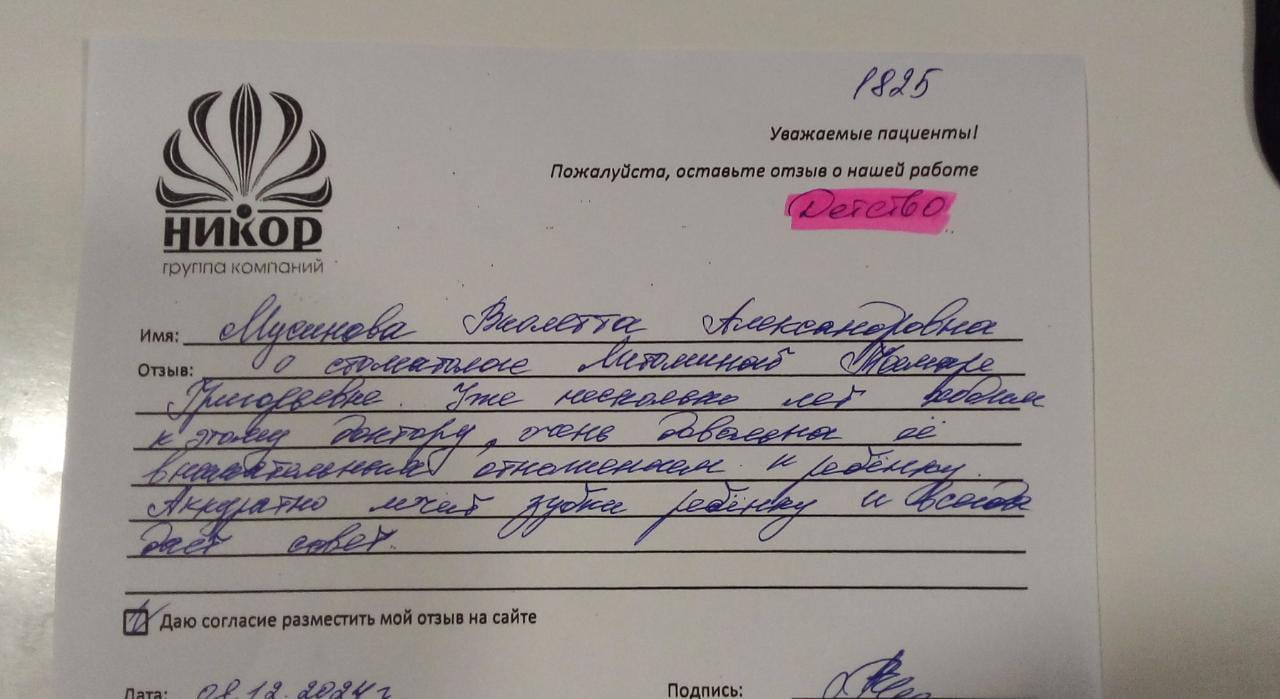 1825
Уважаемые пациенты!
Пожалуйста, оставьте отзыв о нашей работе
Детство
НИКОР
группа компаний
Имя: Мусинова Виолетта Александровна
Отзыв: О стоматологе Тамаре
Григорьевне. Уже несколько лет ходим
к этому доктору, очень довольна её
внимательным отношением к ребёнку.
Аккуратно лечит зубки ребёнку и всегда
даёт совет.
Даю согласие разместить мой отзыв на сайте
Дата: 08.12.2024 г
Подпись: